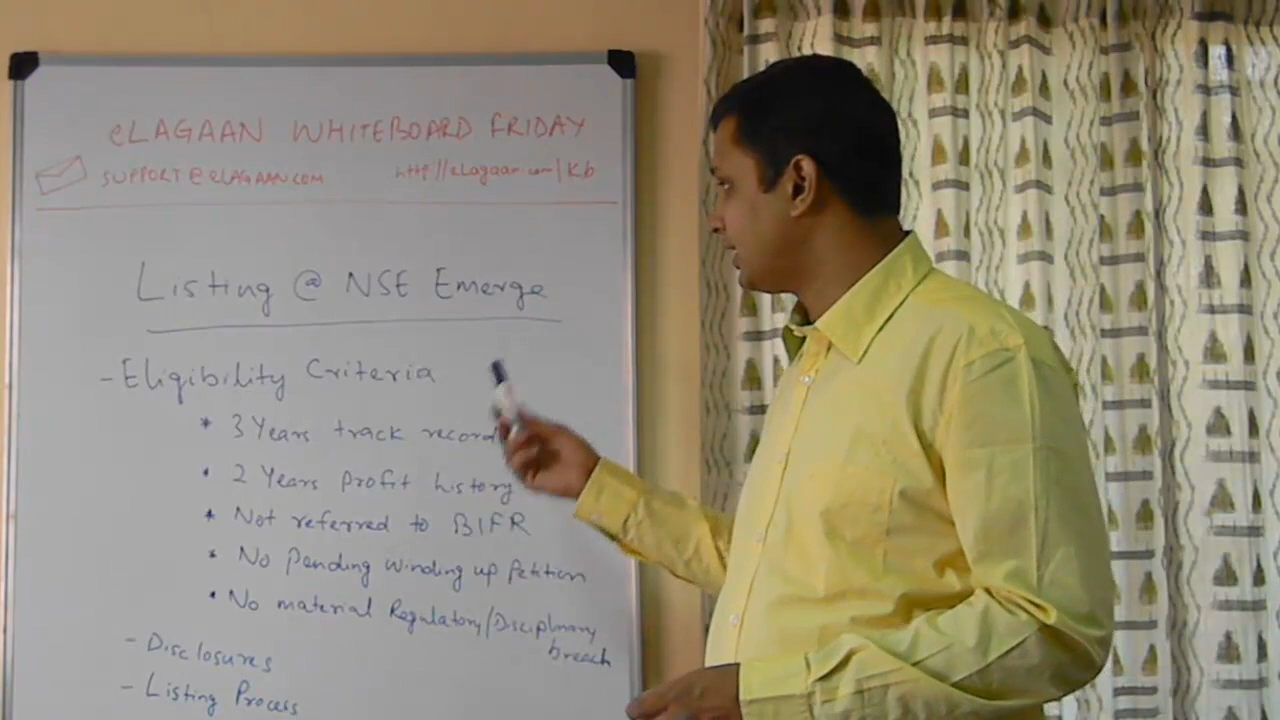 eLAGAAN WHITEBOARD FRIDAY
SUPPORT@eLAGAAN.COM http://elagaan.com/Kb
Listing @ NSE Emerge
- Eligibility Criteria
* 3 Years track record
* 2 Years Profit history
* Not referred to BIFR
* No Pending Winding up Petition
* No material Regulatory/Disciplinary
breach
- Disclosures
- Listing Process